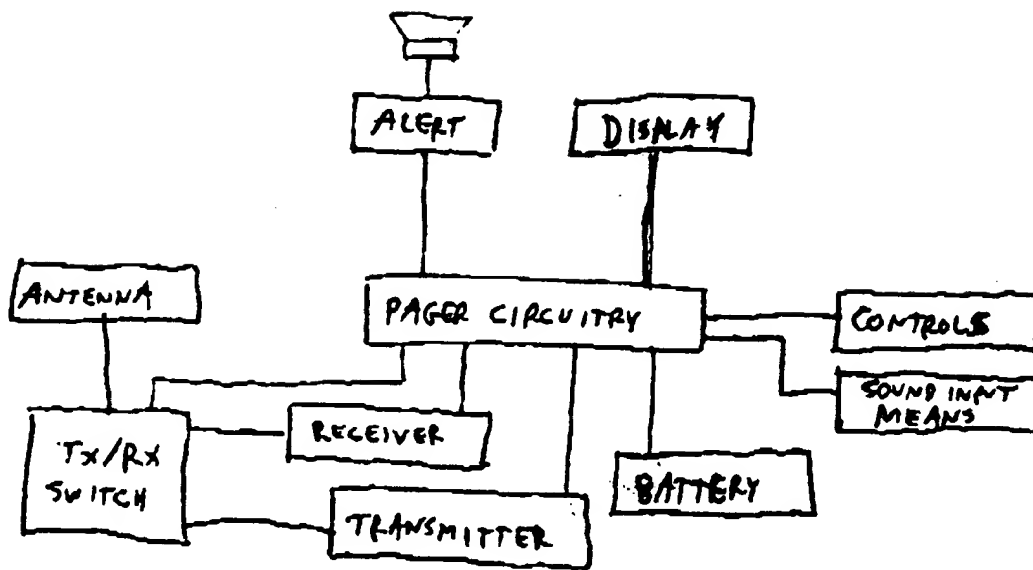 ALERT
DISPLAY
ANTENNA
PAGER CIRCUITRY
CONTROLS
SOUND INPUT
MEANS
RECEIVER
TX/RX
SWITCH
BATTERY
TRANSMITTER